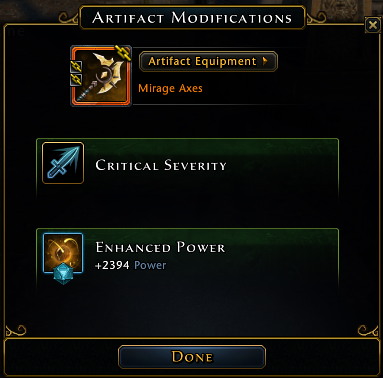 Artifact Modifications
Artifact Equipment
Mirage Axes
Critical Severity
Enhanced Power
+2394 Power
Done